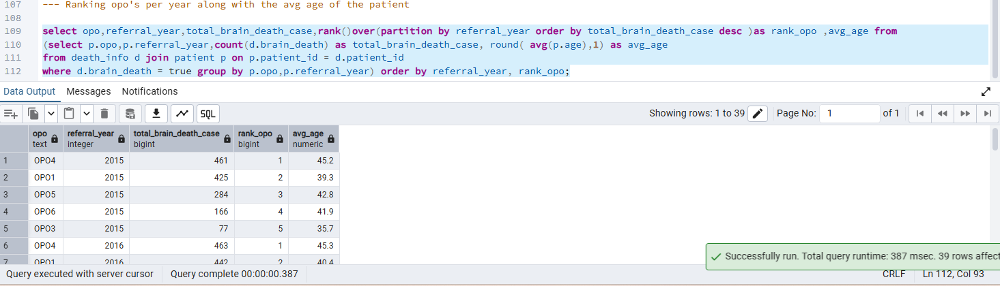 107 --- Ranking opo's per year along with the avg age of the patient
108
109 select opo,referral_year,total_brain_death_case,rank()over(partition by referral_year order by total_brain_death_case desc )as rank_opo ,avg_age from
110 (select p.opo,p.referral_year,count(d.brain_death) as total_brain_death_case, round( avg(p.age),1) as avg_age
111 from death_info d join patient p on p.patient_id = d.patient_id
112 where d.brain_death = true group by p.opo,p.referral_year) order by referral_year, rank_opo;
Data Output Messages Notifications
SQL Showing rows: 1 to 39 Page No: 1 of 1
opo referral_year total_brain_death_case rank_opo avg_age
text integer bigint bigint numeric
1 OPO4 2015 461 1 45.2
2 OPO1 2015 425 2 39.3
3 OPO5 2015 284 3 42.8
4 OPO6 2015 166 4 41.9
5 OPO3 2015 77 5 35.7
6 OPO4 2016 463 1 45.3
7 OPO1 2016 442 2 40.4
Successfully run. Total query runtime: 387 msec. 39 rows affect
Query executed with server cursor Query complete 00:00:00.387 CRLF Ln 112, Col 93